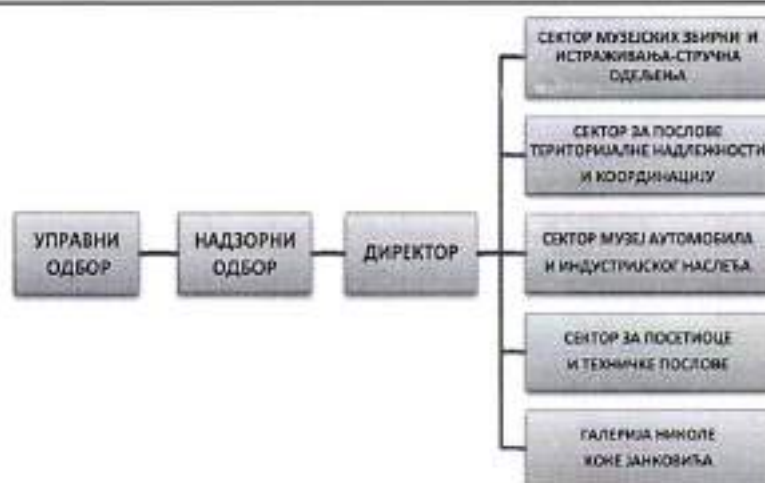 УПРАВНИ
ОДБОР
НАДЗОРНИ
ОДБОР
ДИРЕКТОР
СЕКТОР МУЗЕЈСКИХ ЗБИРКИ И
ИСТРАЖИВАЊА-СТРУЧНА
ОДЕЉЕЊА
СЕКТОР ЗА ПОСЛОВЕ
ТЕРИТОРИЈАЛНЕ НАДЛЕЖНОСТИ
И КООРДИНАЦИЈУ
СЕКТОР МУЗЕЈ АУТОМОБИЛА
И ИНДУСТРИЈСКОГ НАСЛЕЂА
СЕКТОР ЗА ПОСЕТИОЦЕ
И ТЕХНИЧКЕ ПОСЛОВЕ
ГАЛЕРИЈА НИКОЛЕ
КОКЕ ЈАНКОВИЋА